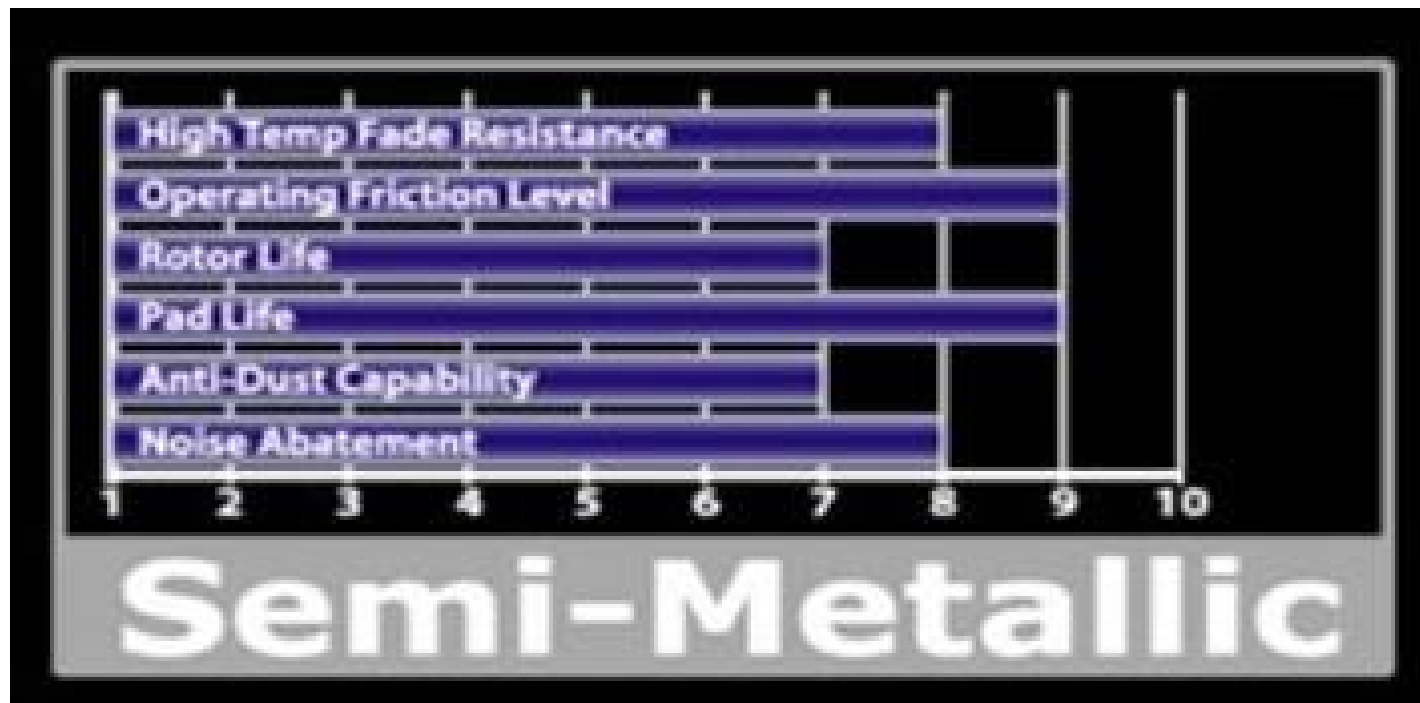 High Temp Fade Resistance
Operating Friction Level
Rotor Life
Pad Life
Anti-Dust Capability
Noise Abatement
1 2 3 4 5 6 7 8 9 10
Semi-Metallic